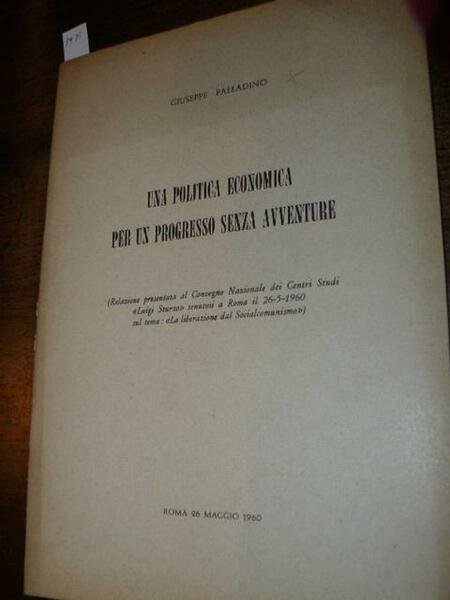 GIUSEPPE PALLADINO
UNA POLITICA ECONOMICA
PER UN PROGRESSO SENZA AVVENTURE
(Relazione presentata al Convegno Nazionale dei Centri Studi
«Luigi Sturzo» tenutosi a Roma il 26-5-1960
sul tema: «La liberazione dal Socialcomunismo»)
ROMA 26 MAGGIO 1960